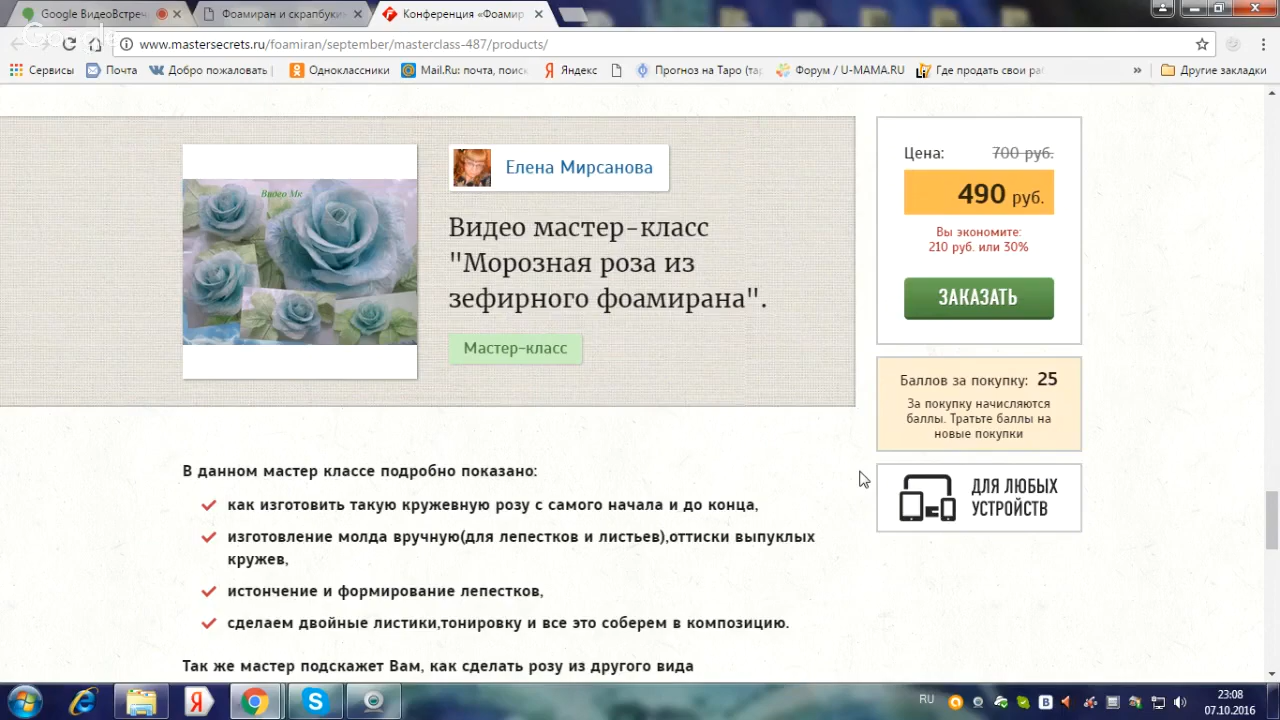 Google ВидеоВстреч
Фоамиран и скрапбуки
Конференция «Фоамир
Google
www.mastersecrets.ru/foamiran/september/masterclass-487/products/
Сервисы
Почта
Добро пожаловать
Одноклассники
Mail.Ru: почта, поиск
Яндекс
Прогноз на Таро (та
Форум / U-MAMA.RU
Где продать свои ра
»
Другие закладки
Видео Мк
Елена Мирсанова
Видео мастер-класс
"Морозная роза из
зефирного фоамирана".
Мастер-класс
Цена: 700 руб.
490 руб.
Вы экономите:
210 руб. или 30%
ЗАКАЗАТЬ
Баллов за покупку: 25
За покупку начисляются
баллы. Тратьте баллы на
новые покупки
ДЛЯ ЛЮБЫХ
УСТРОЙСТВ
В данном мастер классе подробно показано:
как изготовить такую кружевную розу с самого начала и до конца,
изготовление молда вручную(для лепестков и листьев),оттиски выпуклых
кружев,
истончение и формирование лепестков,
сделаем двойные листики,тонировку и все это соберем в композицию.
Так же мастер подскажет Вам, как сделать розу из другого вида
RU
23:08
07.10.2016